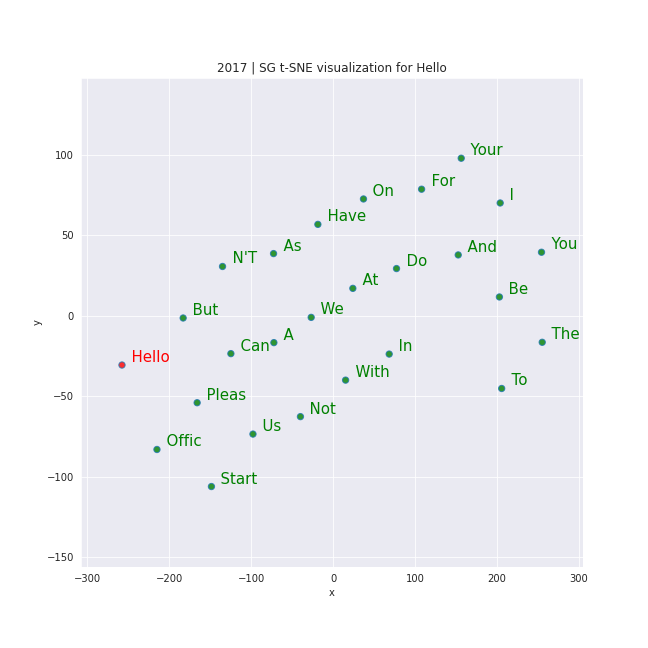 2017 | SG t-SNE visualization for Hello
100
50
0
−50
−100
−150
y
Your
For
I
On
Have
You
And
As
N'T
Do
At
Be
But
We
The
A
Can
In
Hello
With
To
Pleas
Not
Us
Offic
Start
−300
−200
−100
0
100
200
300
x